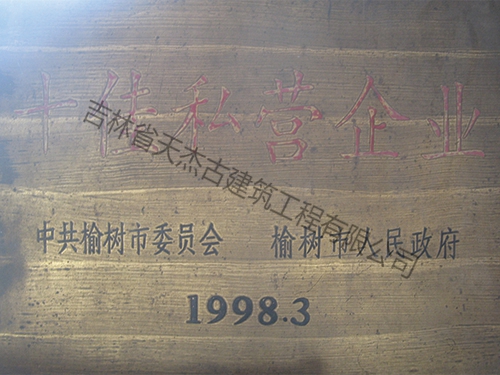 十佳私营企业
中共榆树市委员会 榆树市人民政府
1998.3
吉林省天杰古建筑工程有限公司